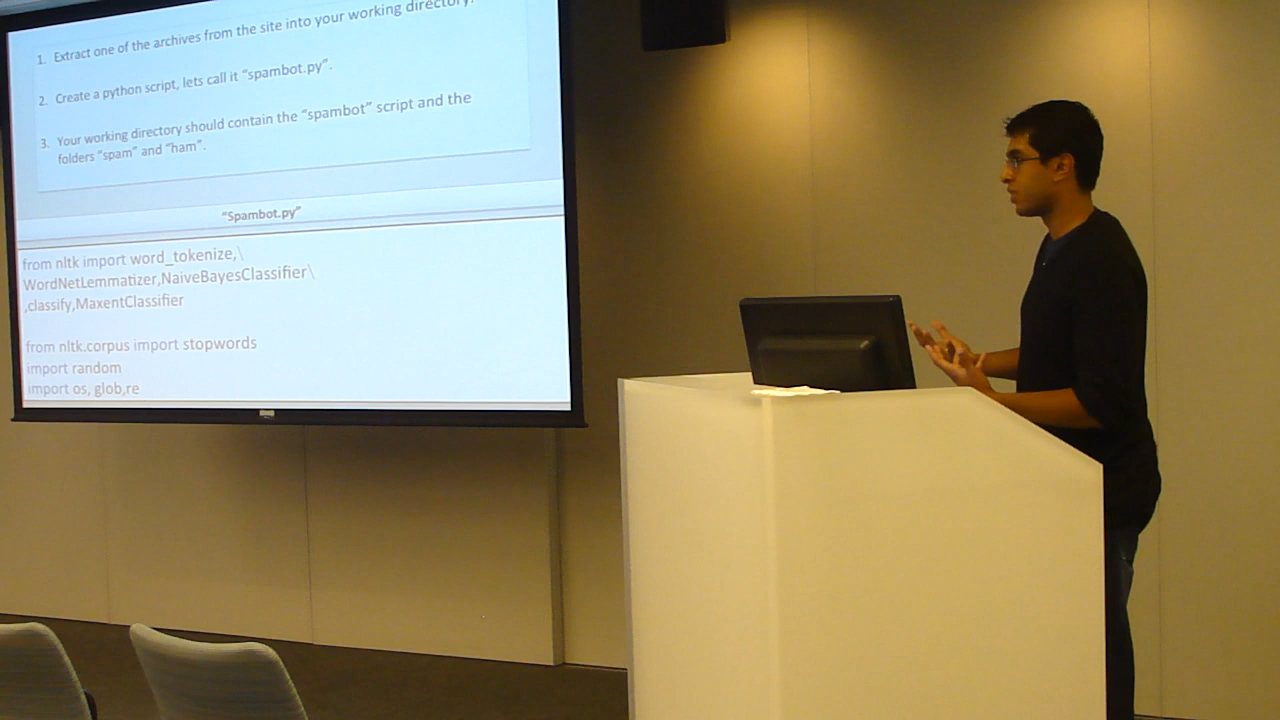 1. Extract one of the archives from the site into your working directory.
2. Create a python script, lets call it “spambot.py”.
3. Your working directory should contain the “spambot” script and the
folders “spam” and “ham”.
“Spambot.py”
from nltk import word_tokenize,\
WordNetLemmatizer,NaiveBayesClassifier\
,classify,MaxentClassifier
from nltk.corpus import stopwords
import random
import os, glob,re